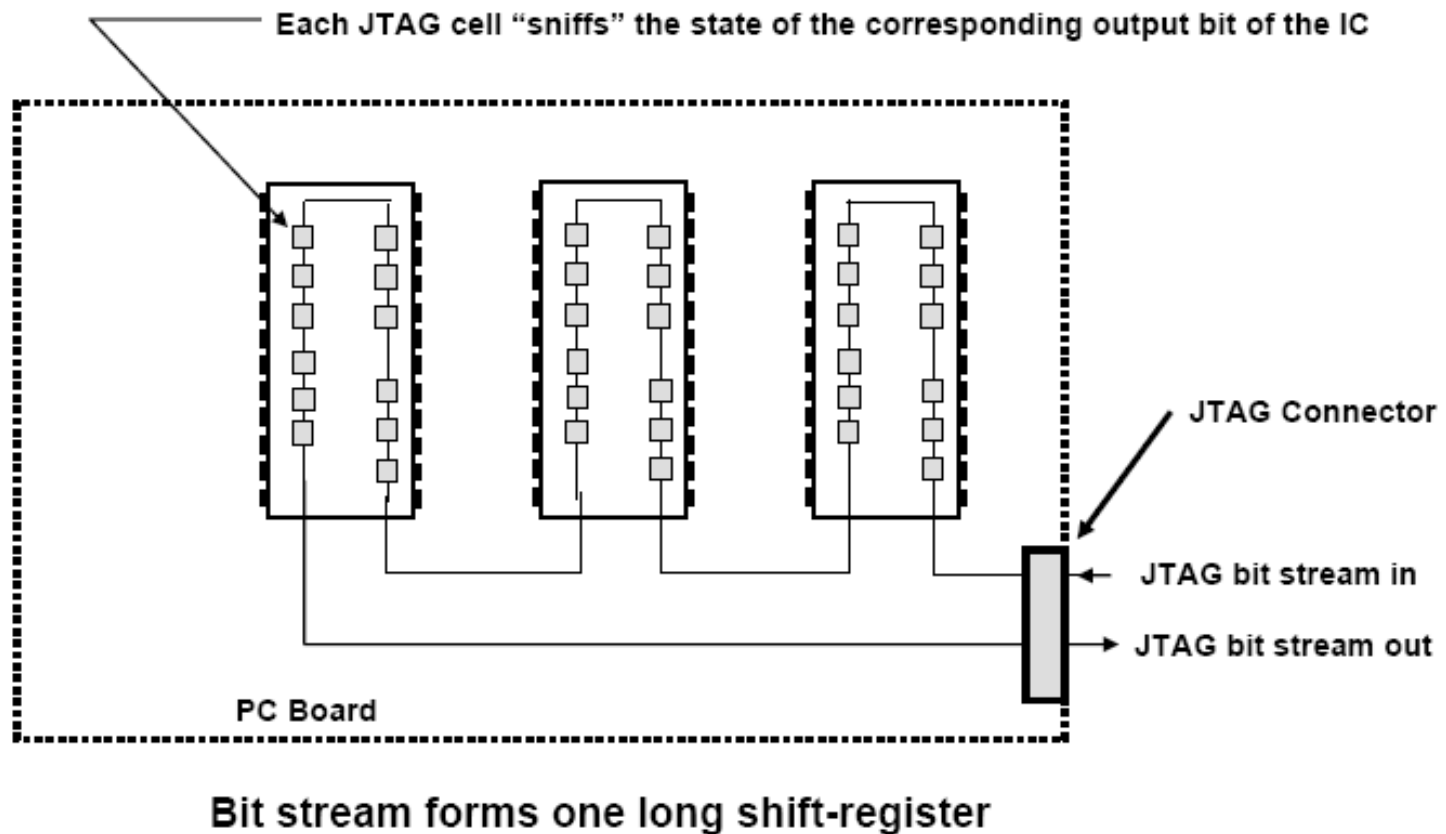 Each JTAG cell “sniffs” the state of the corresponding output bit of the IC
JTAG Connector
JTAG bit stream in
JTAG bit stream out
PC Board
Bit stream forms one long shift-register